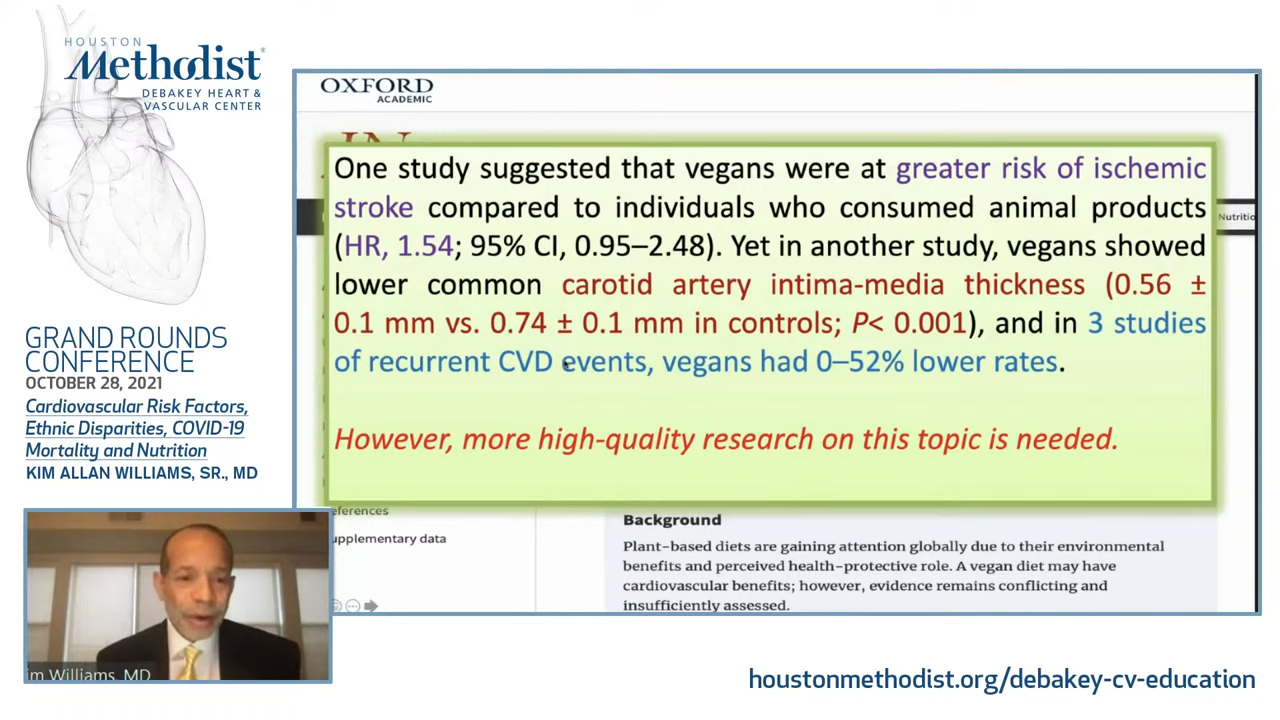 HOUSTON
Methodist
DEBAKEY HEART &
VASCULAR CENTER
GRAND ROUNDS
CONFERENCE
OCTOBER 28, 2021
Cardiovascular Risk Factors,
Ethnic Disparities, COVID-19
Mortality and Nutrition
KIM ALLAN WILLIAMS, SR., MD
im Williams, MD
OXFORD
ACADEMIC
Nutritio
One study suggested that vegans were at greater risk of ischemic
stroke compared to individuals who consumed animal products
(HR, 1.54; 95% CI, 0.95–2.48). Yet in another study, vegans showed
lower common carotid artery intima-media thickness (0.56 ±
0.1 mm vs. 0.74 ± 0.1 mm in controls; P< 0.001), and in 3 studies
of recurrent CVD events, vegans had 0–52% lower rates.
However, more high-quality research on this topic is needed.
eferences
upplementary data
Background
Plant-based diets are gaining attention globally due to their environmental
benefits and perceived health-protective role. A vegan diet may have
cardiovascular benefits; however, evidence remains conflicting and
insufficiently assessed.
houstonmethodist.org/debakey-cv-education